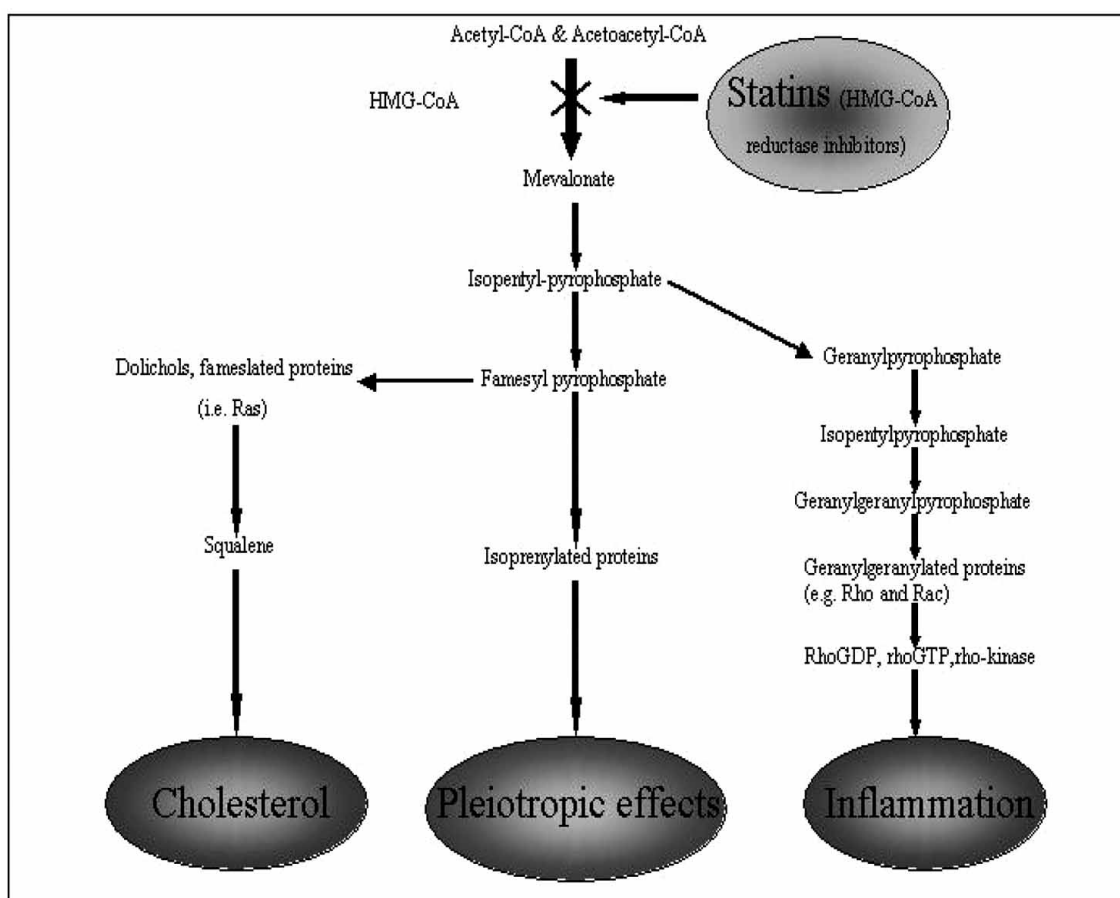 Acetyl-CoA & Acetoacetyl-CoA
HMG-CoA
Statins (HMG-CoA
reductase inhibitors)
Mevalonate
Isopentyl-pyrophosphate
Geranylpyrophosphate
Dolichols, fameslated proteins
(i.e. Ras)
Famesyl pyrophosphate
Isopentylpyrophosphate
Geranylgeranylpyrophosphate
Squalene
Isoprenylated proteins
Geranylgeranylated proteins
(e.g. Rho and Rac)
RhoGDP, rhoGTP,rho-kinase
Cholesterol
Pleiotropic effects
Inflammation